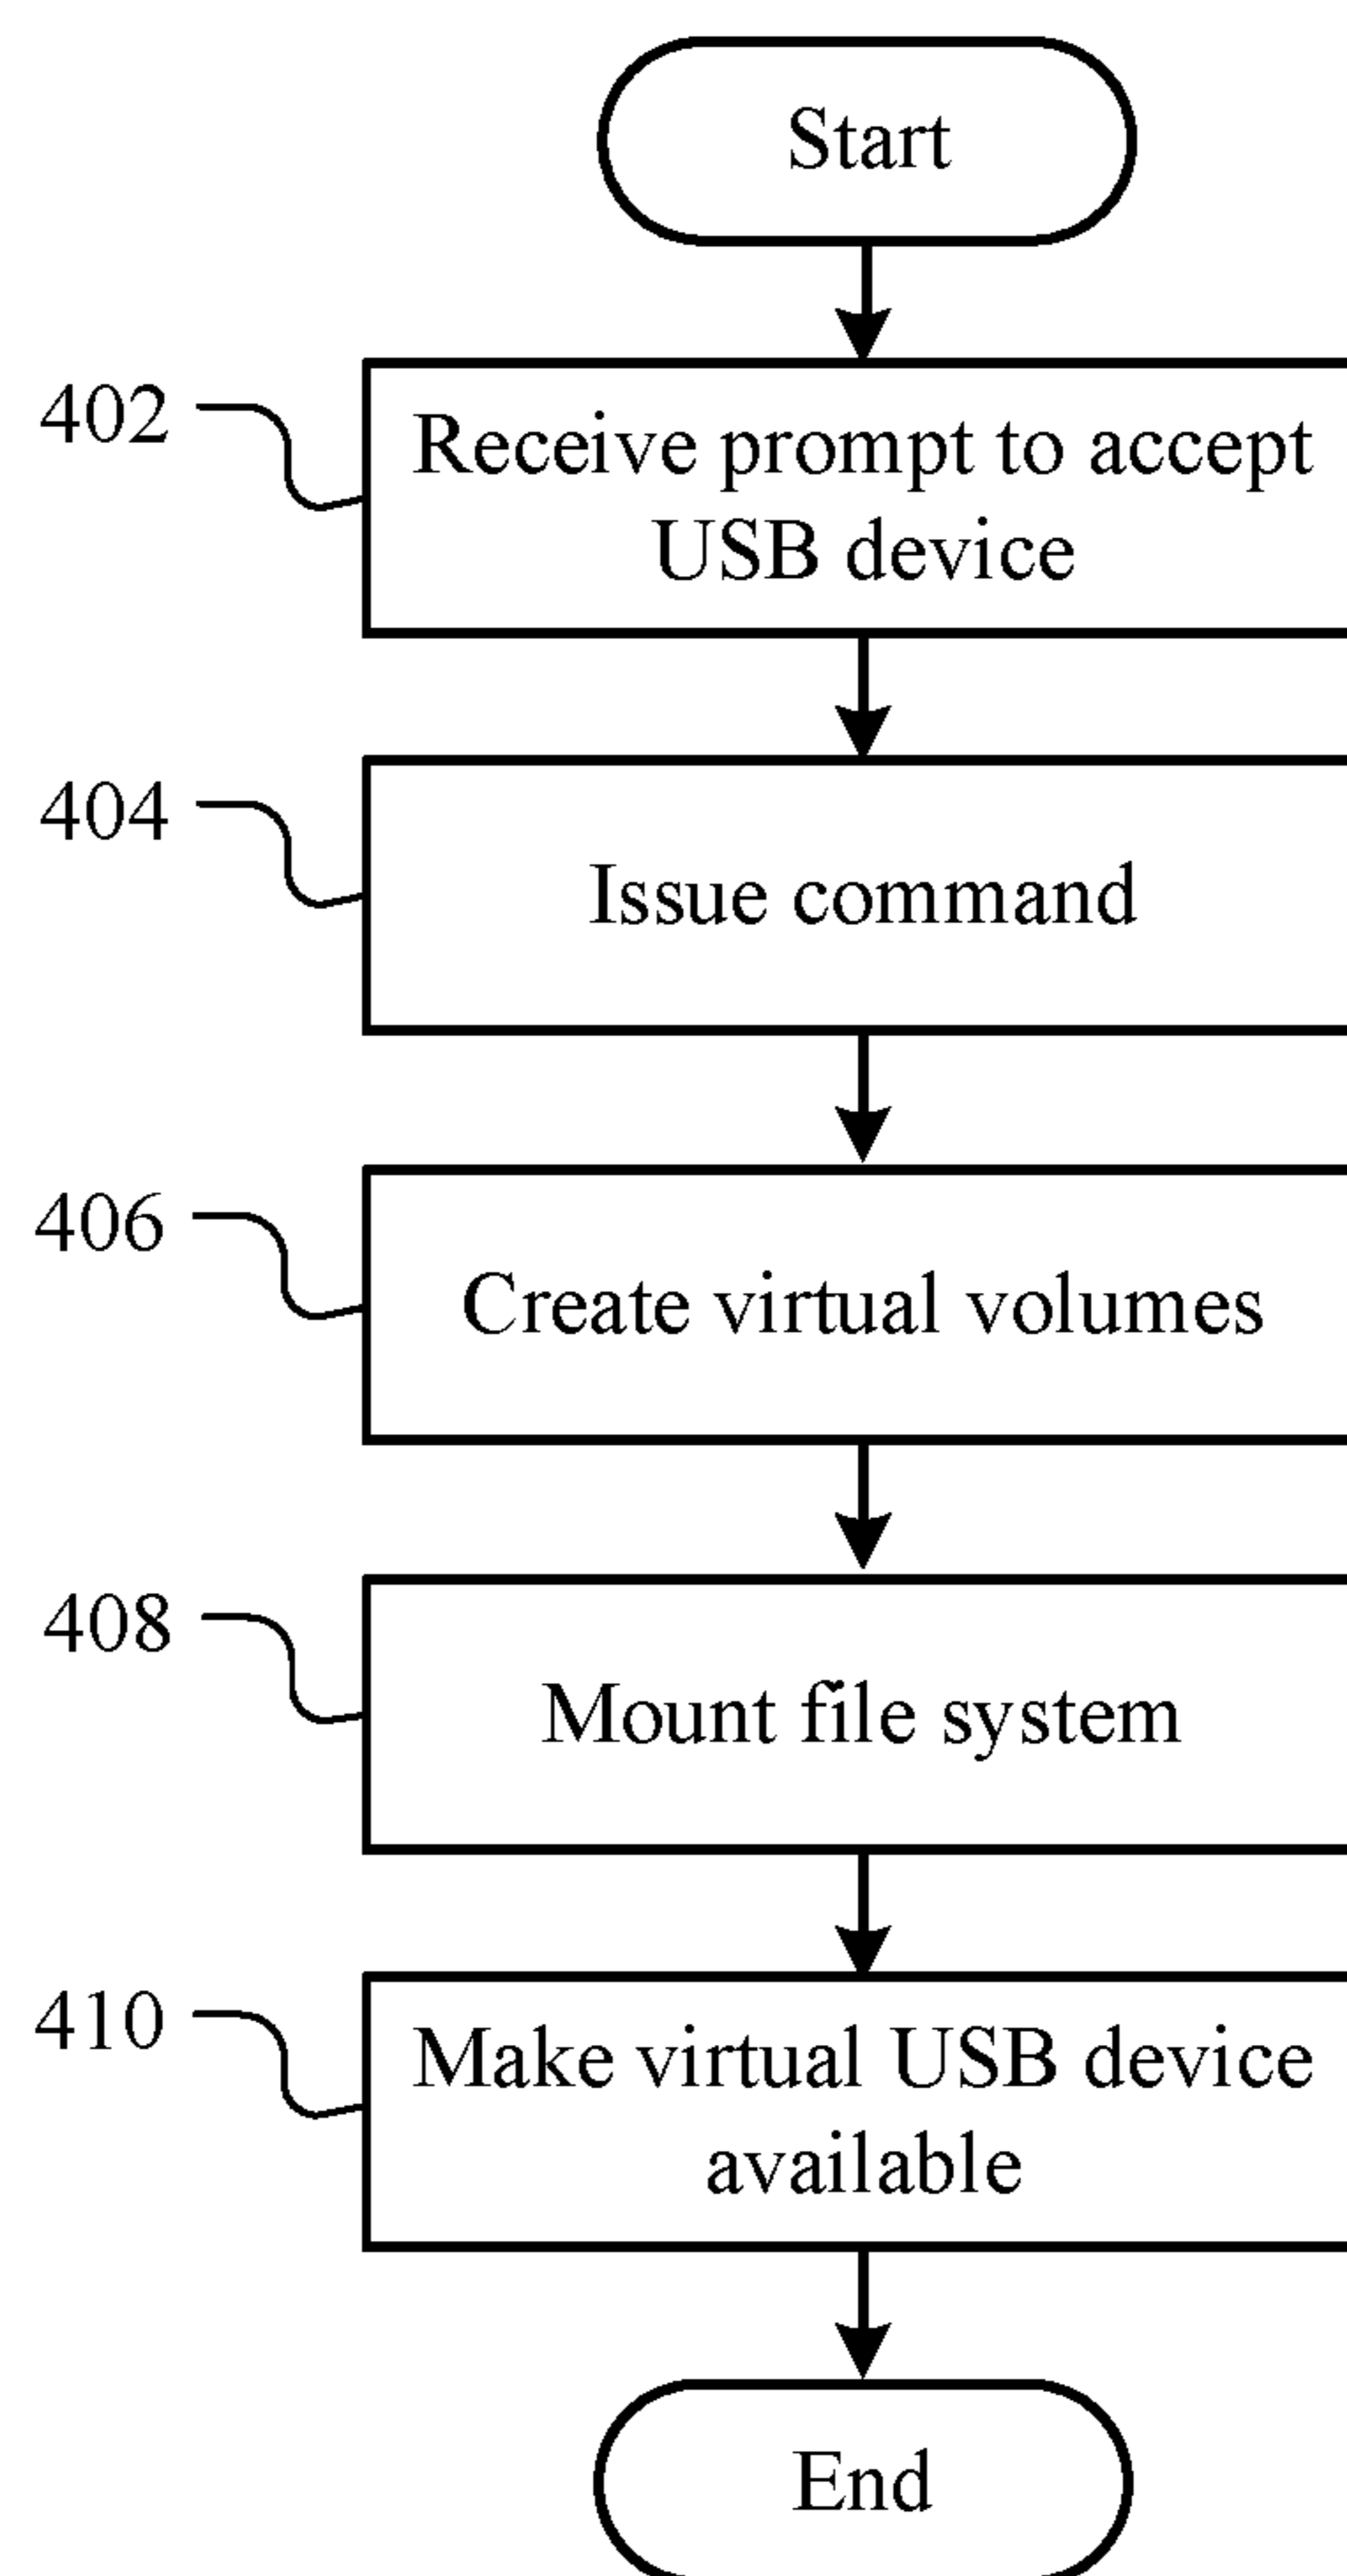 Start
402
Receive prompt to accept
USB device
404
Issue command
406
Create virtual volumes
408
Mount file system
410
Make virtual USB device
available
End